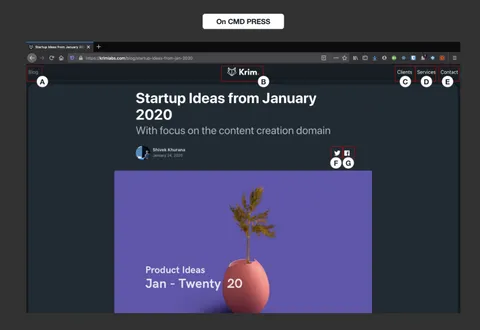 On CMD PRESS
Startup Ideas from January 20
https://krimlabs.com/blog/startup-ideas-from-jan-2020
Blog
Krim.
Clients
Services
Contact
A
B
C
D
E
Startup Ideas from January
2020
With focus on the content creation domain
Shivek Khurana
January 24, 2020
F
G
Product Ideas
Jan - Twenty 20